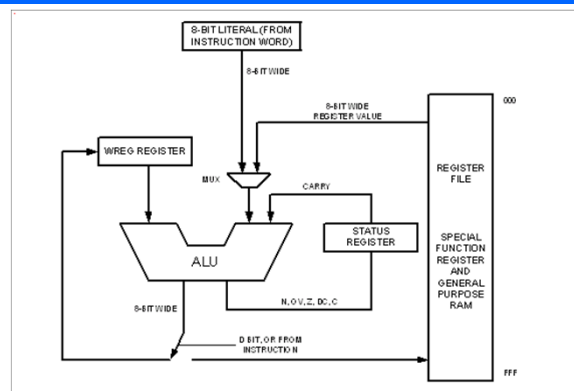 8-BIT LITERAL (FROM
INSTRUCTION WORD)
8-BIT WIDE
8-BIT WIDE
REGISTER VALUE
000
WREG REGISTER
MUX
CARRY
REGISTER
FILE
STATUS
REGISTER
SPECIAL
FUNCTION
REGISTER
AND
GENERAL
PURPOSE
RAM
ALU
N, OV, Z, DC, C
8-BIT WIDE
D BIT, OR FROM
INSTRUCTION
FFF